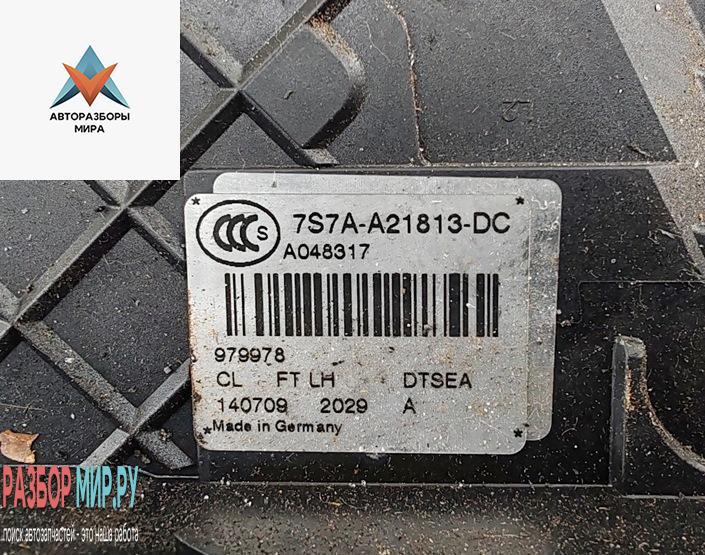 АВТОРАЗБОРЫ
МИРА
CCC S
7S7A-A21813-DC
A048317
979978
CL FT LH DTSEA
140709 2029 A
Made in Germany
РАЗБОР МИР.РУ
поиск автозапчастей - это наша работа